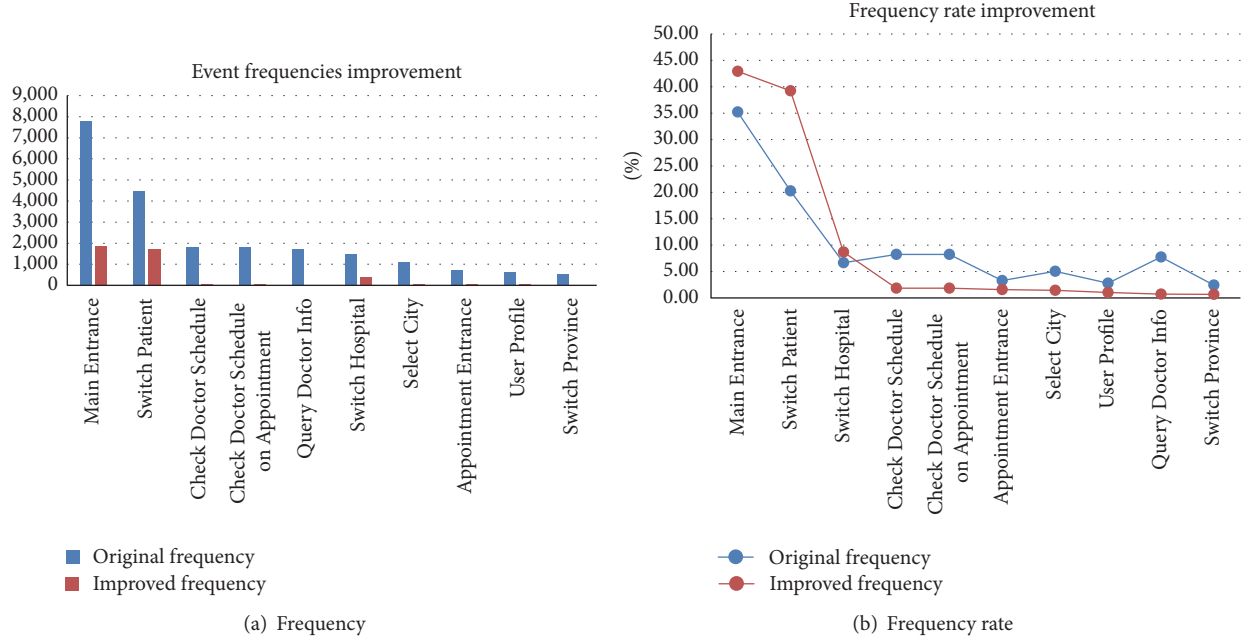 Event frequencies improvement
9,000
8,000
7,000
6,000
5,000
4,000
3,000
2,000
1,000
0
Main Entrance
Switch Patient
Check Doctor Schedule
Check Doctor Schedule
on Appointment
Query Doctor Info
Switch Hospital
Select City
Appointment Entrance
User Profile
Switch Province
Original frequency
Improved frequency
(a) Frequency
Frequency rate improvement
(%)
50.00
45.00
40.00
35.00
30.00
25.00
20.00
15.00
10.00
5.00
0.00
Main Entrance
Switch Patient
Switch Hospital
Check Doctor Schedule
Check Doctor Schedule
on Appointment
Appointment Entrance
Select City
User Profile
Query Doctor Info
Switch Province
Original frequency
Improved frequency
(b) Frequency rate